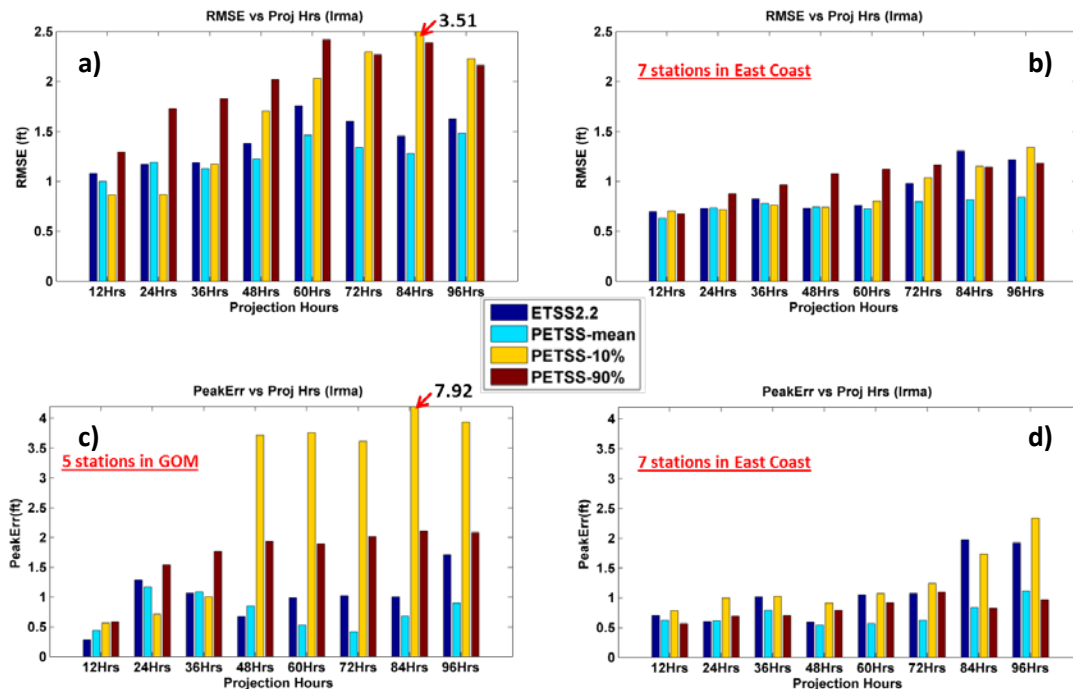 RMSE vs Proj Hrs (Irma)
3.51
a)
RMSE (ft)
2.5
2
1.5
1
0.5
0
12Hrs 24Hrs 36Hrs 48Hrs 60Hrs 72Hrs 84Hrs 96Hrs
Projection Hours
RMSE vs Proj Hrs (Irma)
b)
7 stations in East Coast
RMSE (ft)
2.5
2
1.5
1
0.5
0
12Hrs 24Hrs 36Hrs 48Hrs 60Hrs 72Hrs 84Hrs 96Hrs
Projection Hours
ETSS2.2
PETSS-mean
PETSS-10%
PETSS-90%
PeakErr vs Proj Hrs (Irma)
7.92
c)
5 stations in GOM
PeakErr(ft)
4
3.5
3
2.5
2
1.5
1
0.5
0
12Hrs 24Hrs 36Hrs 48Hrs 60Hrs 72Hrs 84Hrs 96Hrs
Projection Hours
PeakErr vs Proj Hrs (Irma)
d)
7 stations in East Coast
PeakErr(ft)
4
3.5
3
2.5
2
1.5
1
0.5
0
12Hrs 24Hrs 36Hrs 48Hrs 60Hrs 72Hrs 84Hrs 96Hrs
Projection Hours